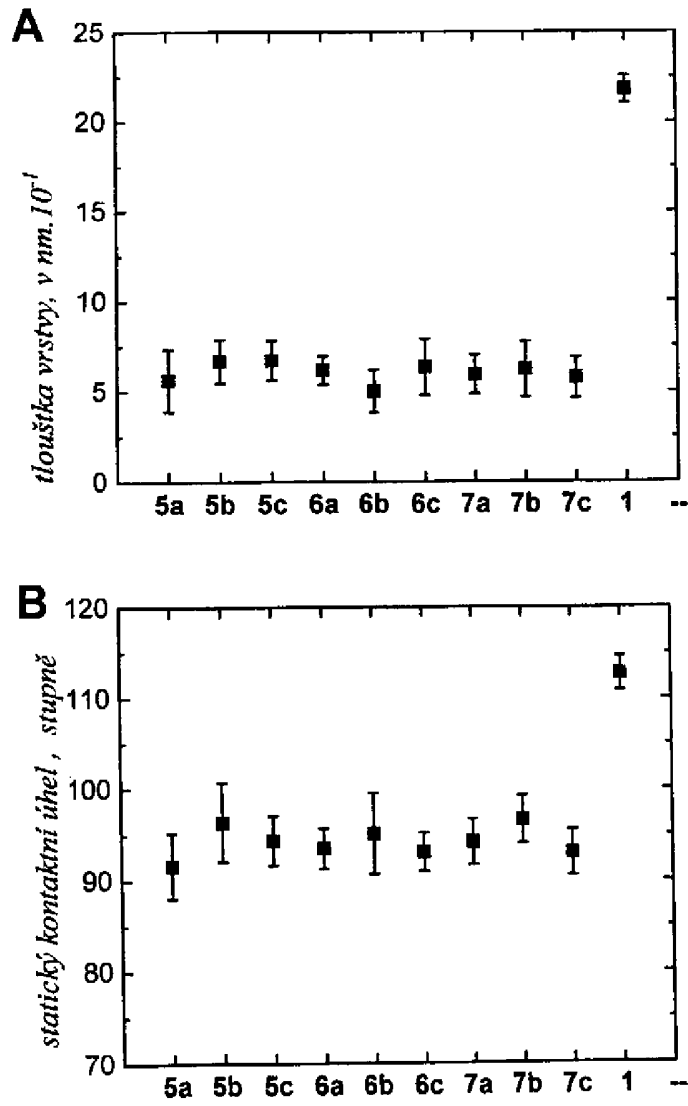 A
25
20
15
10
5
0
tlouštka vrstvy, v nm.10⁻¹
5a 5b 5c 6a 6b 6c 7a 7b 7c 1 --
B
120
110
100
90
80
70
statický kontaktní úhel , stupně
5a 5b 5c 6a 6b 6c 7a 7b 7c 1 --